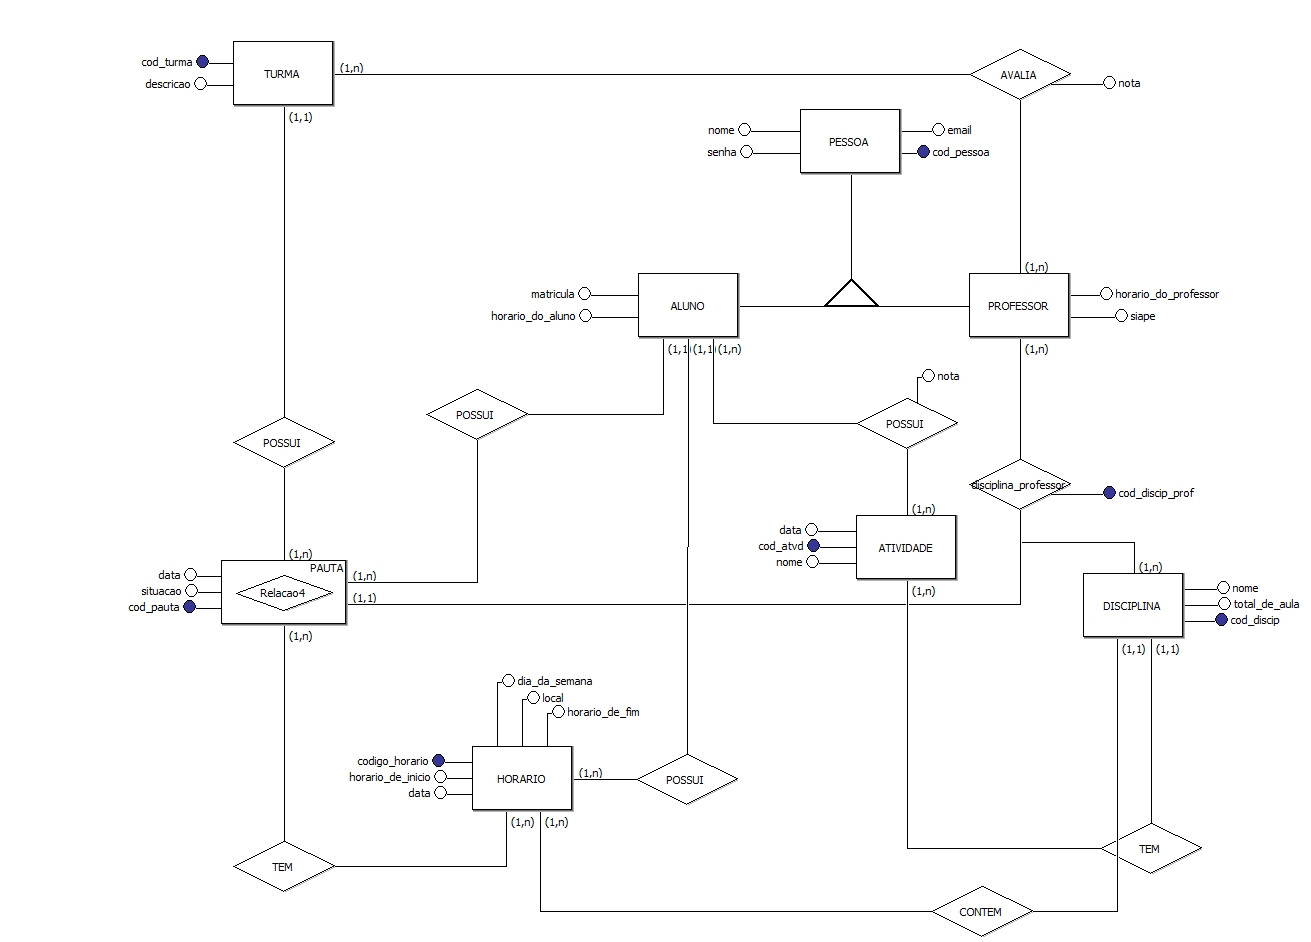 cod_turma
descricao
TURMA
(1,n)
(1,1)
AVALIA
nota
nome
senha
PESSOA
email
cod_pessoa
(1,n)
matricula
horario_do_aluno
ALUNO
PROFESSOR
horario_do_professor
siape
(1,1)
(1,1)
(1,n)
(1,n)
nota
POSSUI
POSSUI
POSSUI
disciplina_professor
cod_discip_prof
(1,n)
data
cod_atvd
nome
ATIVIDADE
(1,n)
(1,n)
(1,n)
PAUTA
data
situacao
cod_pauta
Relacao4
(1,n)
(1,1)
(1,n)
DISCIPLINA
nome
total_de_aula
cod_discip
(1,1)
(1,1)
dia_da_semana
local
horario_de_fim
codigo_horario
horario_de_inicio
data
HORARIO
(1,n)
POSSUI
(1,n)
(1,n)
TEM
TEM
CONTEM